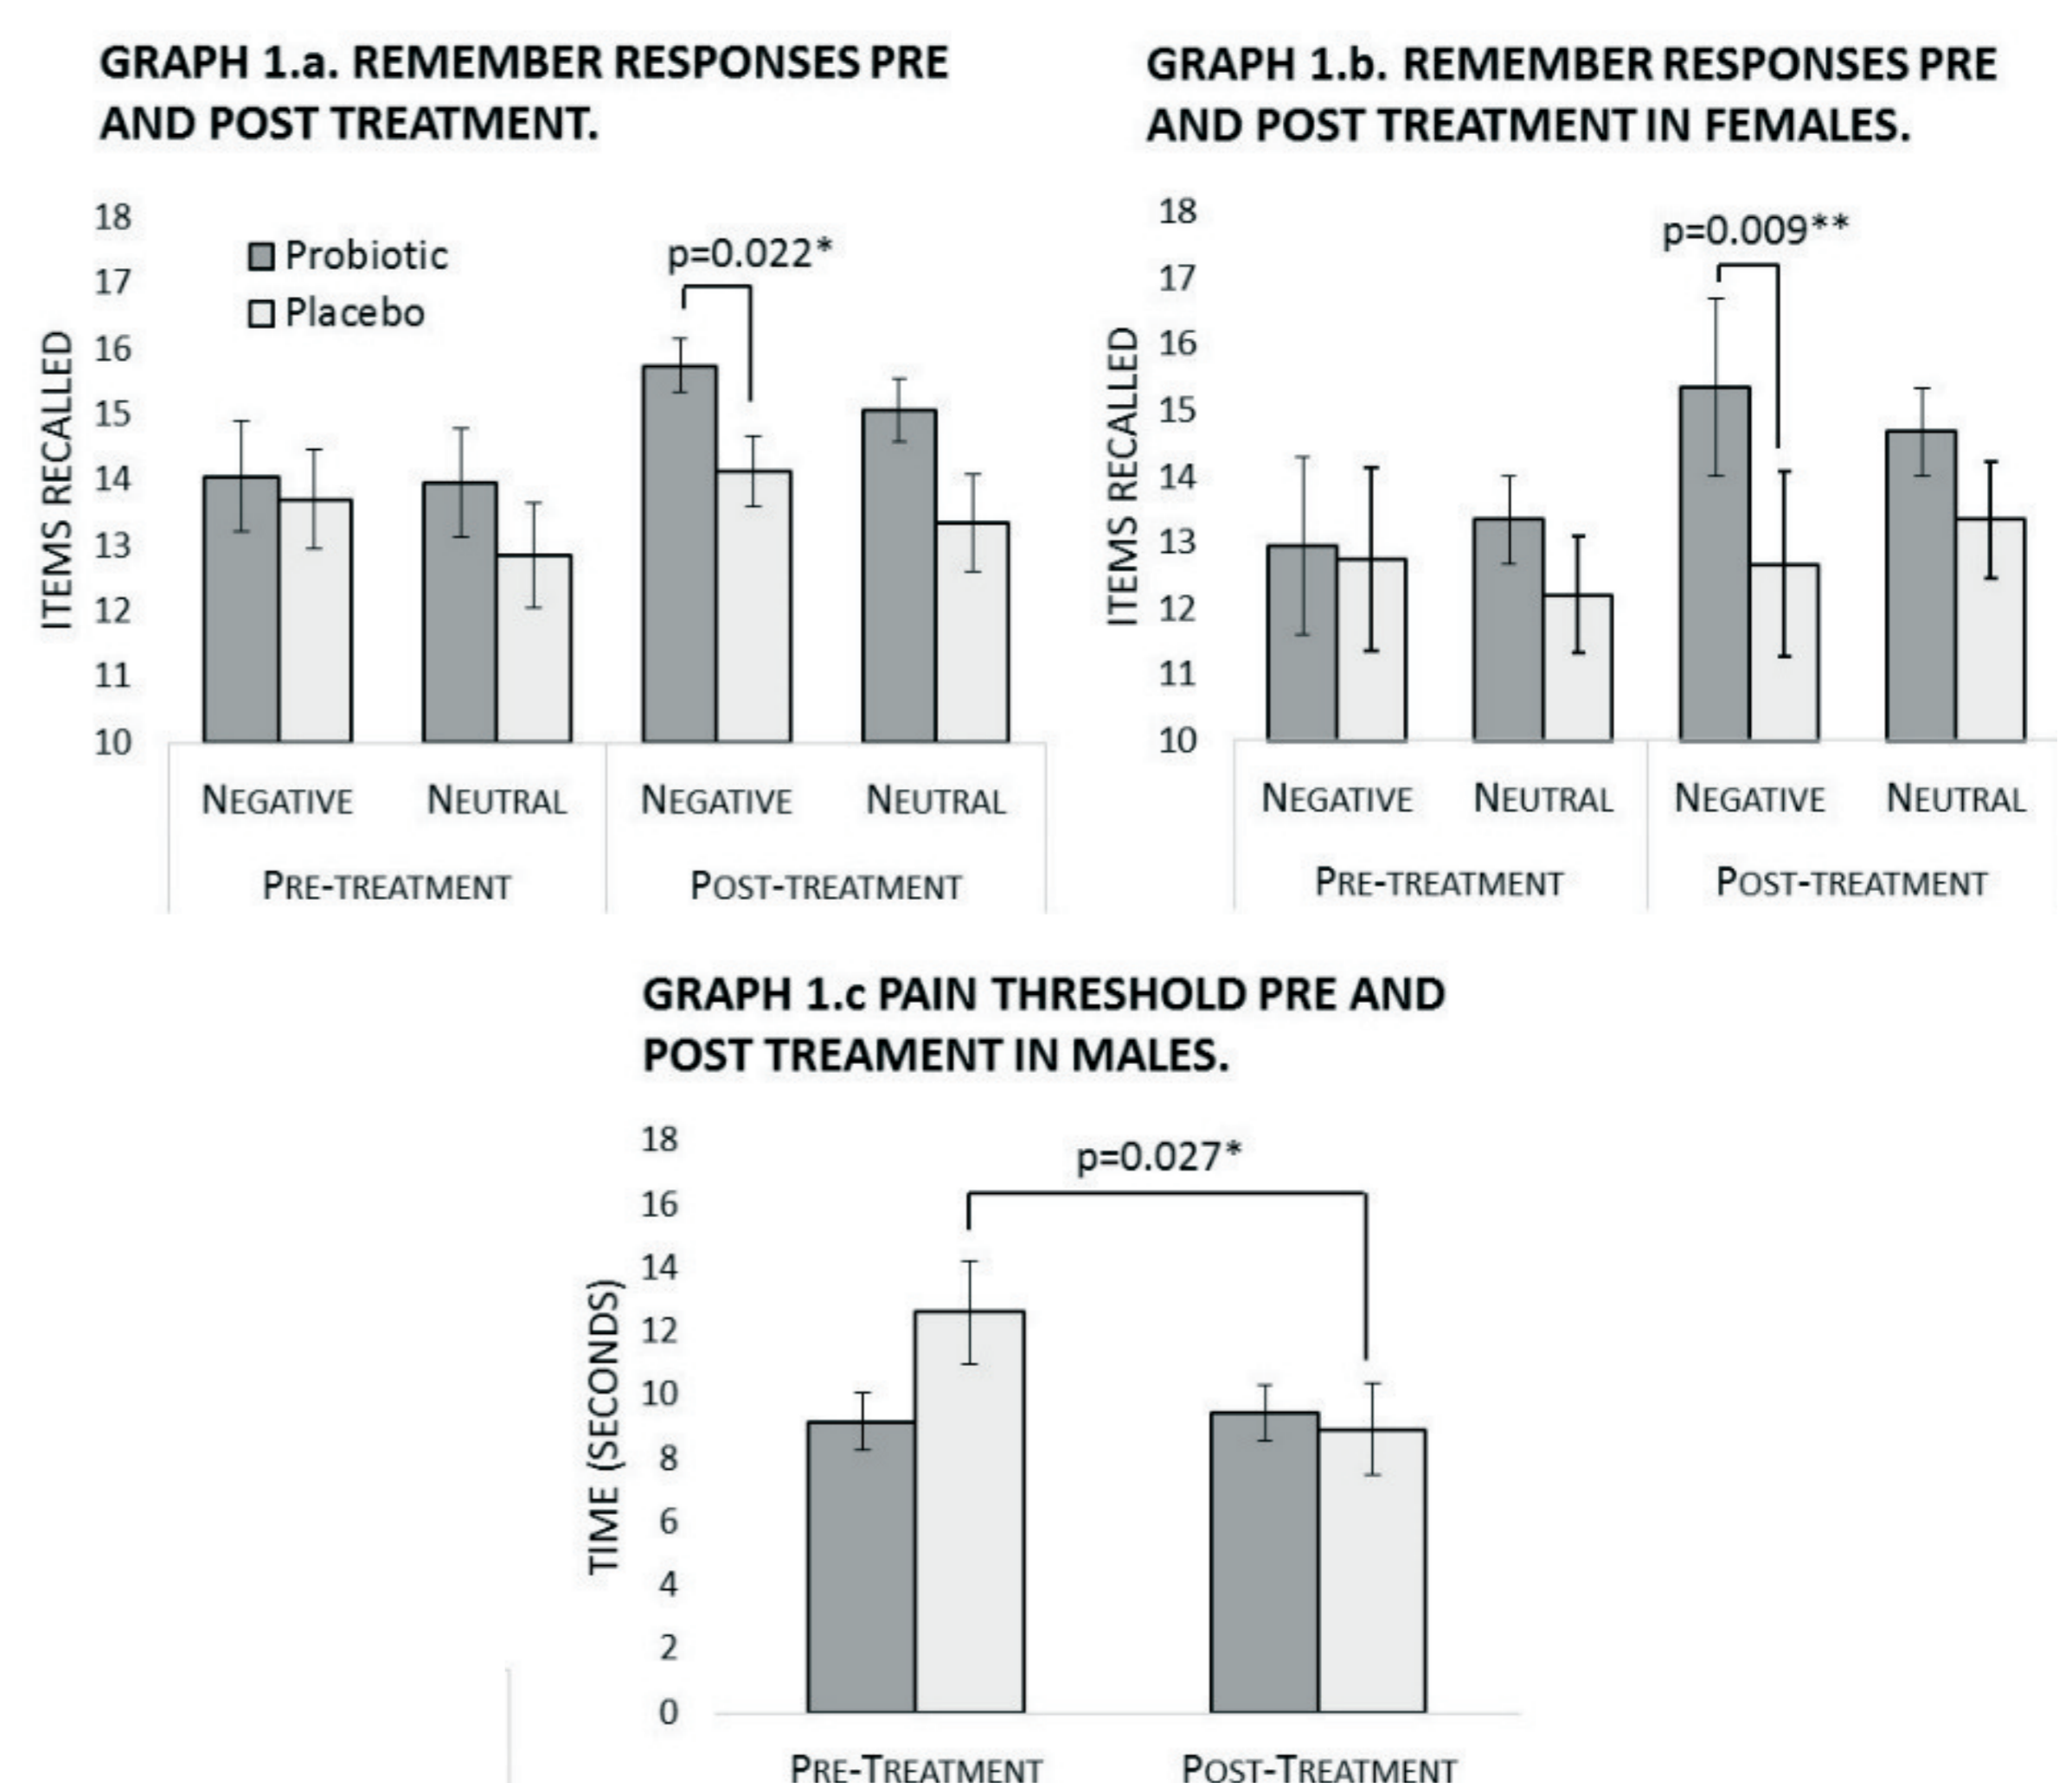 GRAPH 1.a. REMEMBER RESPONSES PRE
AND POST TREATMENT.
18
17
16
15
14
13
12
11
10
ITEMS RECALLED
Probiotic
Placebo
p=0.022*
NEGATIVE NEUTRAL NEGATIVE NEUTRAL
PRE-TREATMENT POST-TREATMENT
GRAPH 1.b. REMEMBER RESPONSES PRE
AND POST TREATMENT IN FEMALES.
18
17
16
15
14
13
12
11
10
ITEMS RECALLED
p=0.009**
NEGATIVE NEUTRAL NEGATIVE NEUTRAL
PRE-TREATMENT POST-TREATMENT
GRAPH 1.c PAIN THRESHOLD PRE AND
POST TREAMENT IN MALES.
18
16
14
12
10
8
6
4
2
0
TIME (SECONDS)
p=0.027*
PRE-TREATMENT POST-TREATMENT